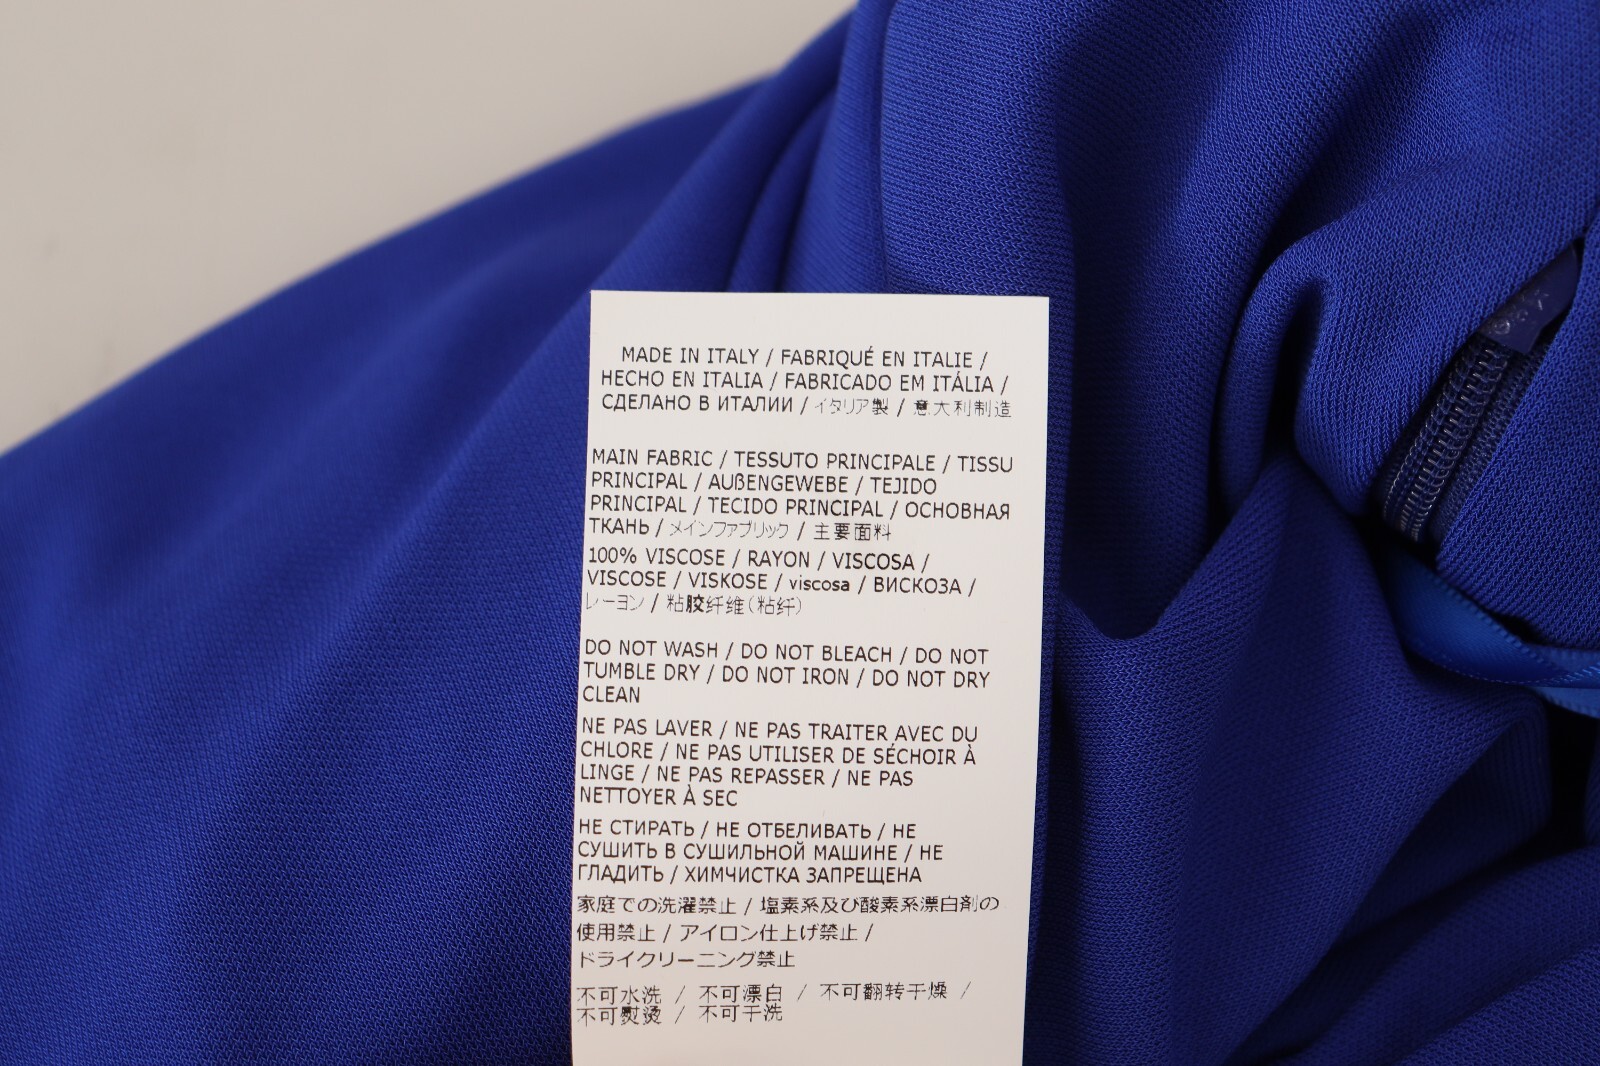 MADE IN ITALY / FABRIQUÉ EN ITALIE /
HECHO EN ITALIA / FABRICADO EM ITÁLIA /
СДЕЛАНО В ИТАЛИИ / イタリア製 / 意大利制造
MAIN FABRIC / TESSUTO PRINCIPALE / TISSU
PRINCIPAL / AUßENGEWEBE / TEJIDO
PRINCIPAL / TECIDO PRINCIPAL / ОСНОВНАЯ
ТКАНЬ / メインファブリック / 主要面料
100% VISCOSE / RAYON / VISCOSA /
VISCOSE / VISKOSE / viscosa / ВИСКОЗА /
レーヨン / 粘胶纤维(粘纤)
DO NOT WASH / DO NOT BLEACH / DO NOT
TUMBLE DRY / DO NOT IRON / DO NOT DRY
CLEAN
NE PAS LAVER / NE PAS TRAITER AVEC DU
CHLORE / NE PAS UTILISER DE SÉCHOIR À
LINGE / NE PAS REPASSER / NE PAS
NETTOYER À SEC
НЕ СТИРАТЬ / НЕ ОТБЕЛИВАТЬ / НЕ
СУШИТЬ В СУШИЛЬНОЙ МАШИНЕ / НЕ
ГЛАДИТЬ / ХИМЧИСТКА ЗАПРЕЩЕНА
家庭での洗濯禁止 / 塩素系及び酸素系漂白剤の
使用禁止 / アイロン仕上げ禁止 /
ドライクリーニング禁止
不可水洗 / 不可漂白 / 不可翻转干燥 /
不可熨烫 / 不可干洗